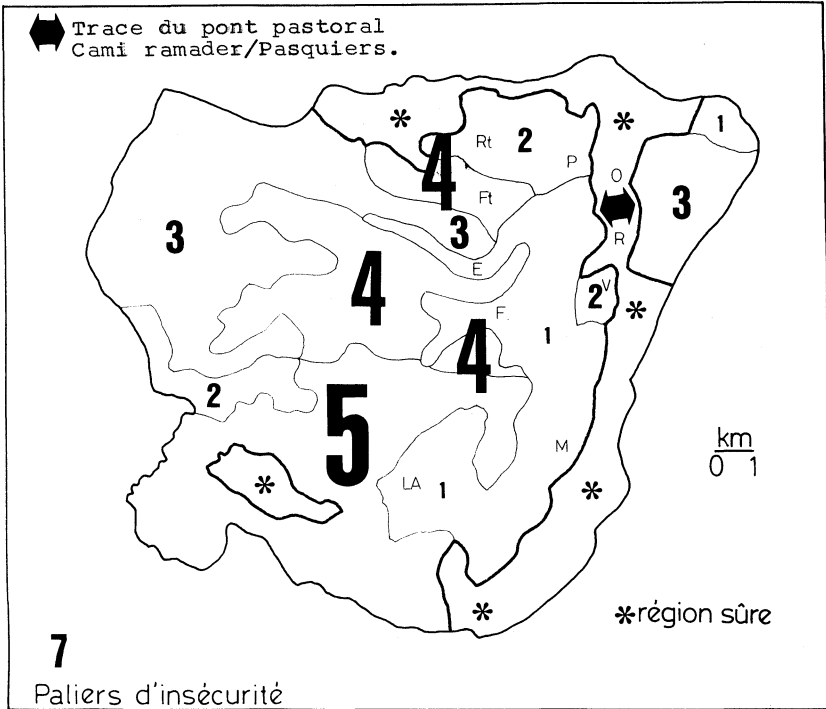 Trace du pont pastoral
Cami ramader/Pasquiers.
*
*
1
Rt
2
4
P
O
3
Ft
3
3
R
E
4
2
V
*
F.
1
4
2
5
M
*
LA
1
*
*
km
0 1
*région sûre
7
Paliers d'insécurité